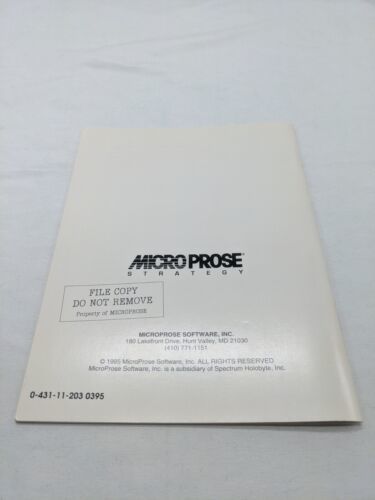 MICROPROSE®
STRATEGY
FILE COPY
DO NOT REMOVE
Property of MICROPROSE
MICROPROSE SOFTWARE, INC.
180 Lakefront Drive, Hunt Valley, MD 21030
(410) 771-1151
© 1995 MicroProse Software, Inc. ALL RIGHTS RESERVED
MicroProse Software, Inc. is a subsidiary of Spectrum Holobyte, Inc.
0-431-11-203 0395